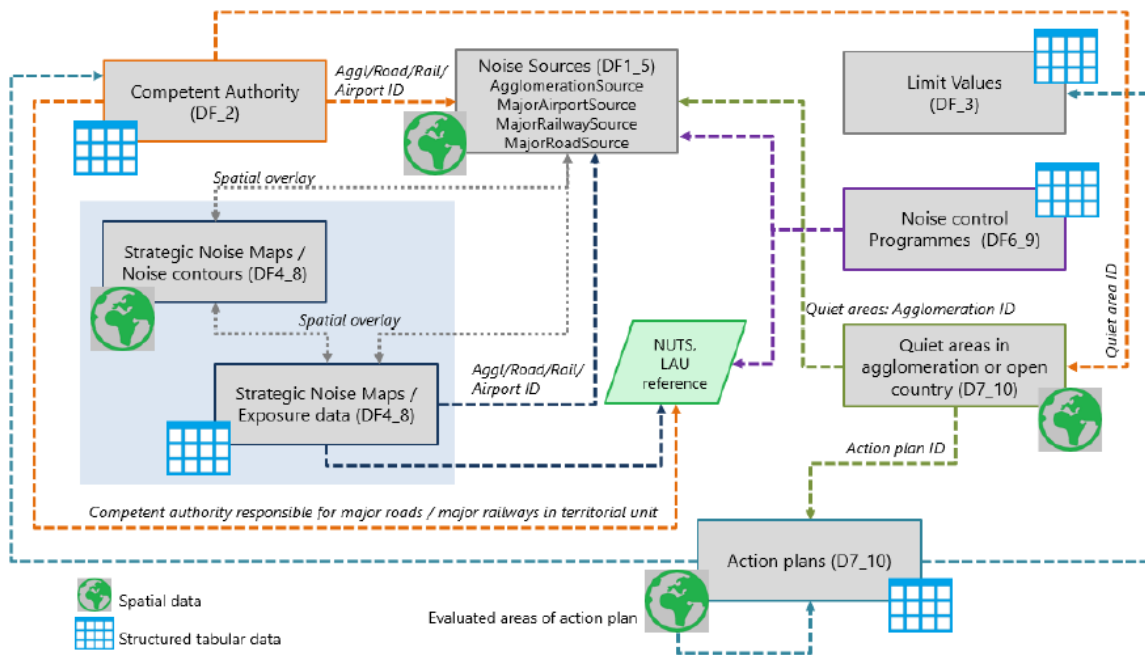 Competent Authority
(DF_2)
Aggl/Road/Rail/
Airport ID
Noise Sources (DF1_5)
AgglomerationSource
MajorAirportSource
MajorRailwaySource
MajorRoadSource
Limit Values
(DF_3)
Spatial overlay
Strategic Noise Maps /
Noise contours (DF4_8)
Noise control
Programmes (DF6_9)
Quiet area ID
Quiet areas: Agglomeration ID
Spatial overlay
Strategic Noise Maps /
Exposure data (DF4_8)
Aggl/Road/Rail/
Airport ID
NUTS,
LAU
reference
Quiet areas in
agglomeration or open
country (D7_10)
Action plan ID
Competent authority responsible for major roads / major railways in territorial unit
Action plans (D7_10)
Spatial data
Evaluated areas of action plan
Structured tabular data